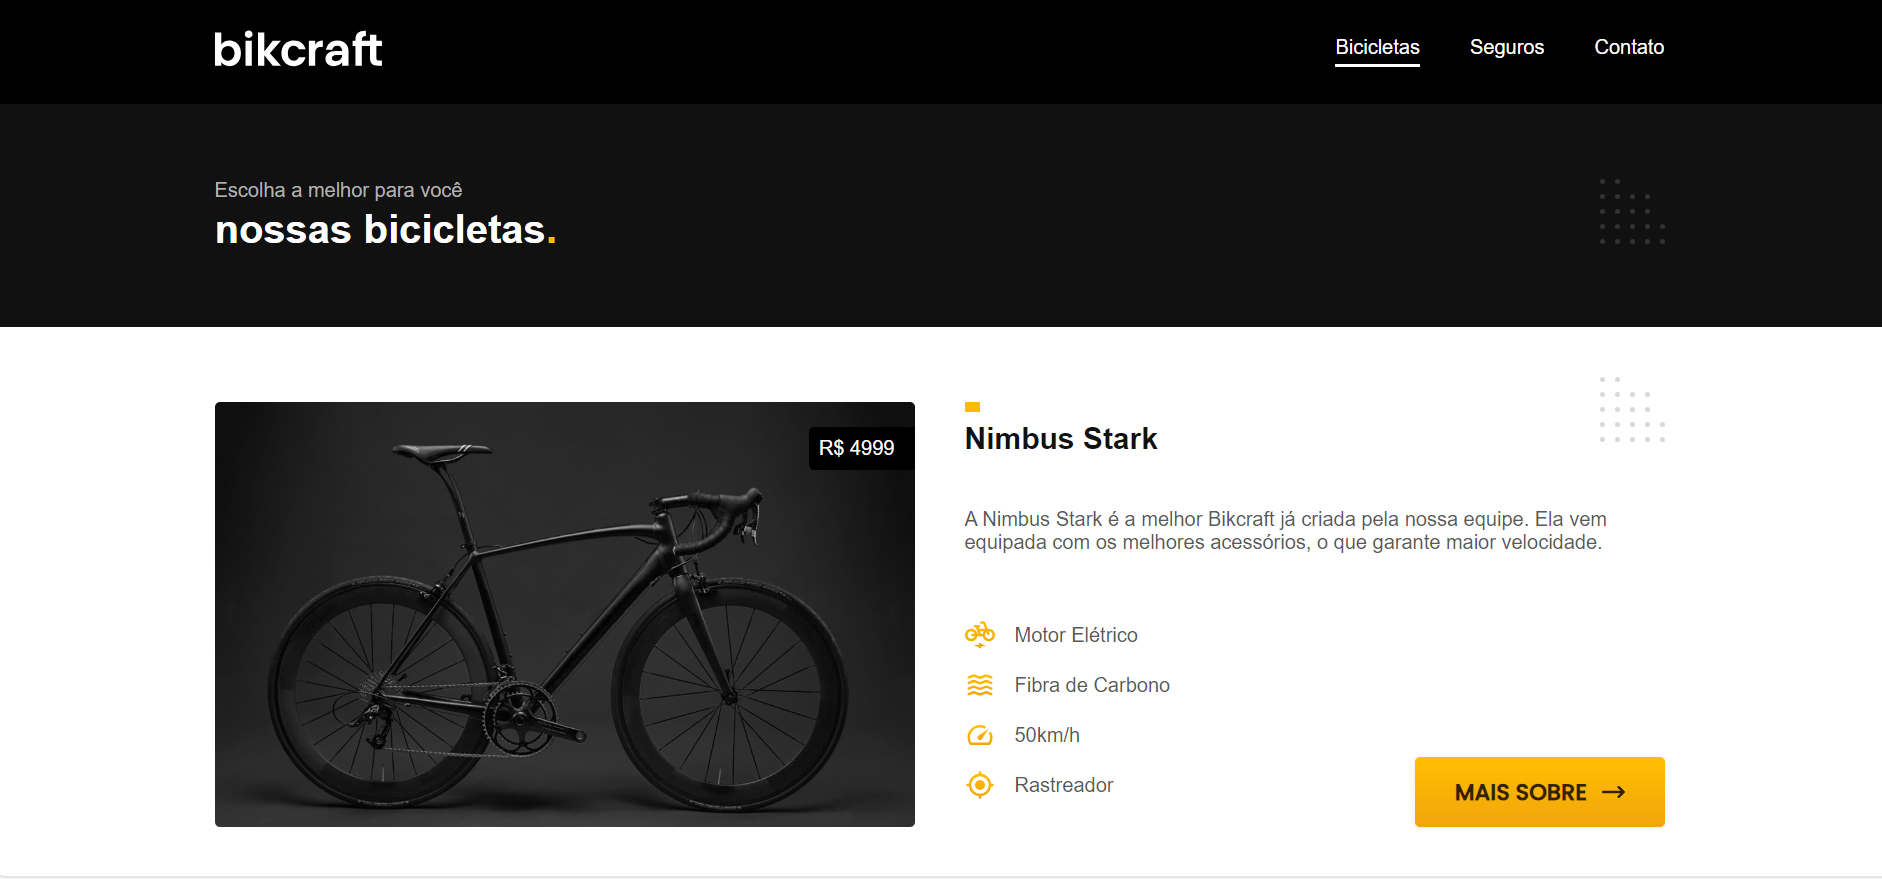 bikcraft
Bicicletas
Seguros
Contato
Escolha a melhor para você
nossas bicicletas.
R$ 4999
Nimbus Stark
A Nimbus Stark é a melhor Bikcraft já criada pela nossa equipe. Ela vem
equipada com os melhores acessórios, o que garante maior velocidade.
Motor Elétrico
Fibra de Carbono
50km/h
Rastreador
MAIS SOBRE →